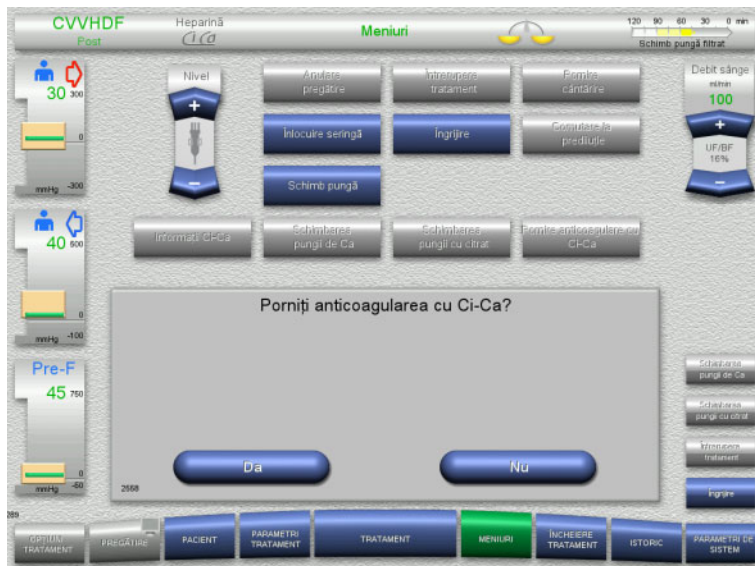 CVVHDF
Post
Heparină
Ci Ca
Meniuri
120 90 60 30 0 min
Schimb pungă filtrat
30 300
0
mmHg -300
Nivel
+
−
Anulare
pregătire
Întrerupere
tratament
Pornire
cântărire
Înlocuire seringă
Îngrijire
Comutare la
prediluție
Schimb pungă
Debit sânge
ml/min
100
+
UF/BF
16%
−
40 500
0
mmHg -100
Informații Ci-Ca
Schimbarea
pungii de Ca
Schimbarea
pungii cu citrat
Pornire anticoagulare cu
Ci-Ca
Porniți anticoagularea cu Ci-Ca?
Da
Nu
2558
Pre-F
45 750
0
mmHg -50
Schimbarea
pungii de Ca
Schimbarea
pungii cu citrat
Întrerupere
tratament
Îngrijire
289
OPȚIUNI
TRATAMENT
PREGĂTIRE
PACIENT
PARAMETRI
TRATAMENT
TRATAMENT
MENIURI
ÎNCHEIERE
TRATAMENT
ISTORIC
PARAMETRI DE
SISTEM